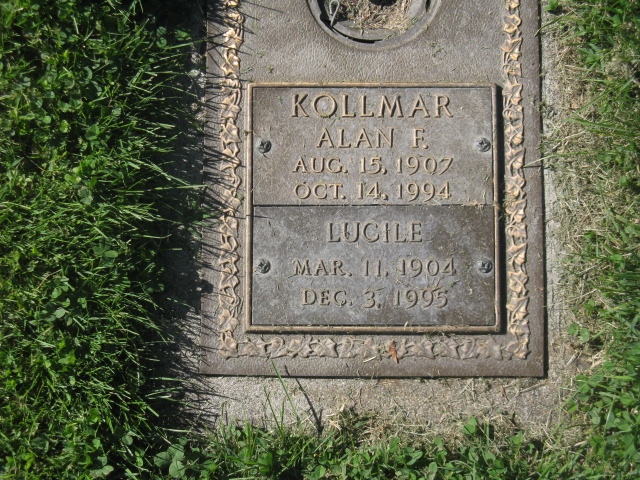 KOLLMAR
ALAN F.
AUG. 15, 1907
OCT. 14, 1994
LUCILE
MAR. 11, 1904
DEC. 3, 1995